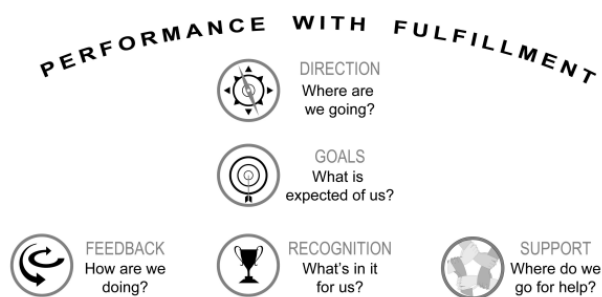 PERFORMANCE WITH FULFILLMENT
DIRECTION
Where are
we going?
GOALS
What is
expected of us?
FEEDBACK
How are we
doing?
RECOGNITION
What's in it
for us?
SUPPORT
Where do we
go for help?